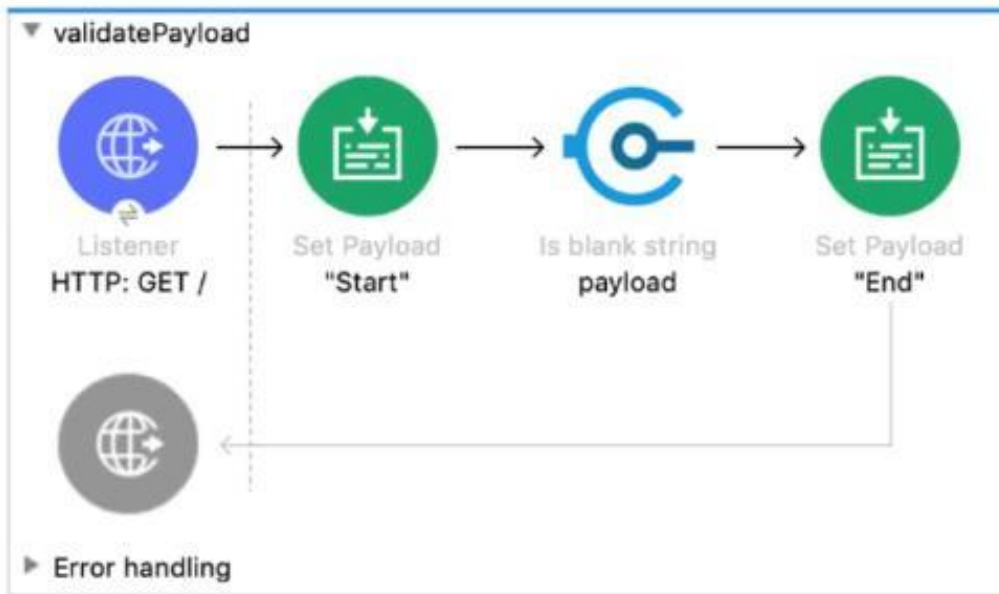 validatePayload
Listener
HTTP: GET /
Set Payload
"Start"
Is blank string
payload
Set Payload
"End"
Error handling